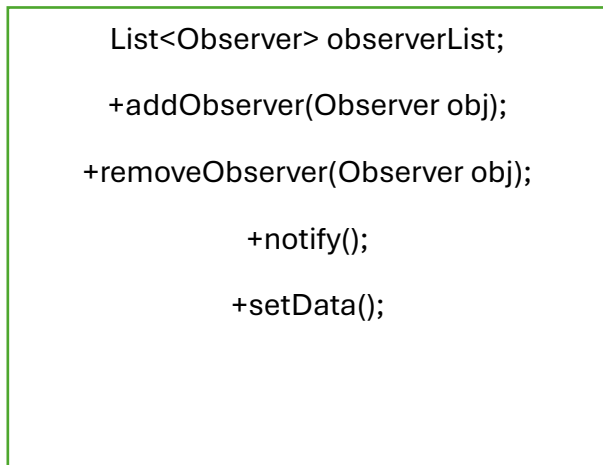 List<Observer> observerList;
+addObserver(Observer obj);
+removeObserver(Observer obj);
+notify();
+setData();